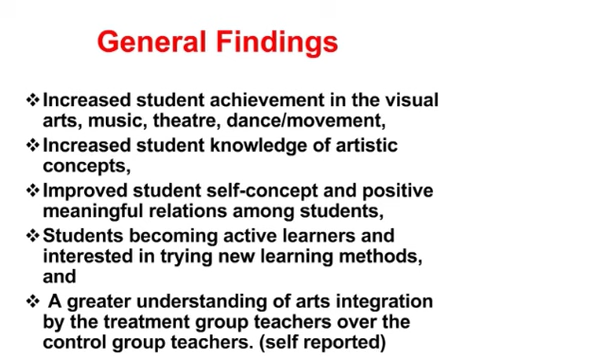 General Findings
❖Increased student achievement in the visual
arts, music, theatre, dance/movement,
❖Increased student knowledge of artistic
concepts,
❖Improved student self-concept and positive
meaningful relations among students,
❖Students becoming active learners and
interested in trying new learning methods,
and
❖ A greater understanding of arts integration
by the treatment group teachers over the
control group teachers. (self reported)